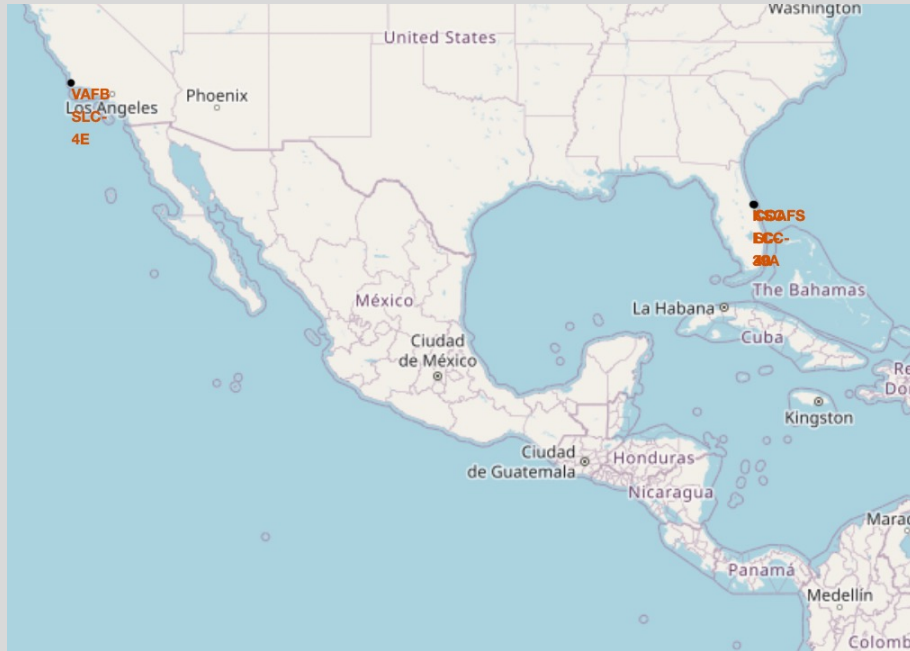 Washington
United States
VAFB
SLC-
4E
Los Angeles
Phoenix
The Bahamas
La Habana
Cuba
México
Ciudad
de México
Kingston
Ciudad
de Guatemala
Honduras
Nicaragua
Panamá
Medellín